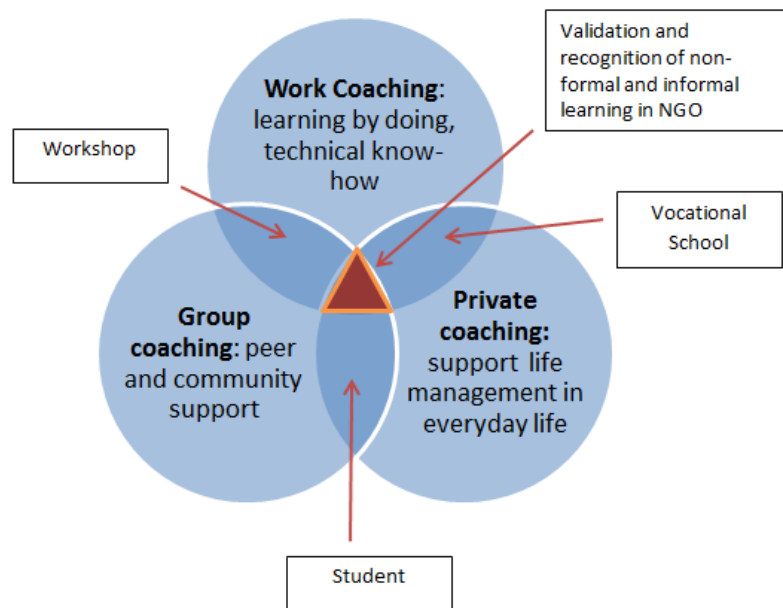 Validation and
recognition of non-
formal and informal
learning in NGO
Work Coaching:
learning by doing,
technical know-
how
Workshop
Vocational
School
Group
coaching: peer
and community
support
Private
coaching:
support life
management in
everyday life
Student